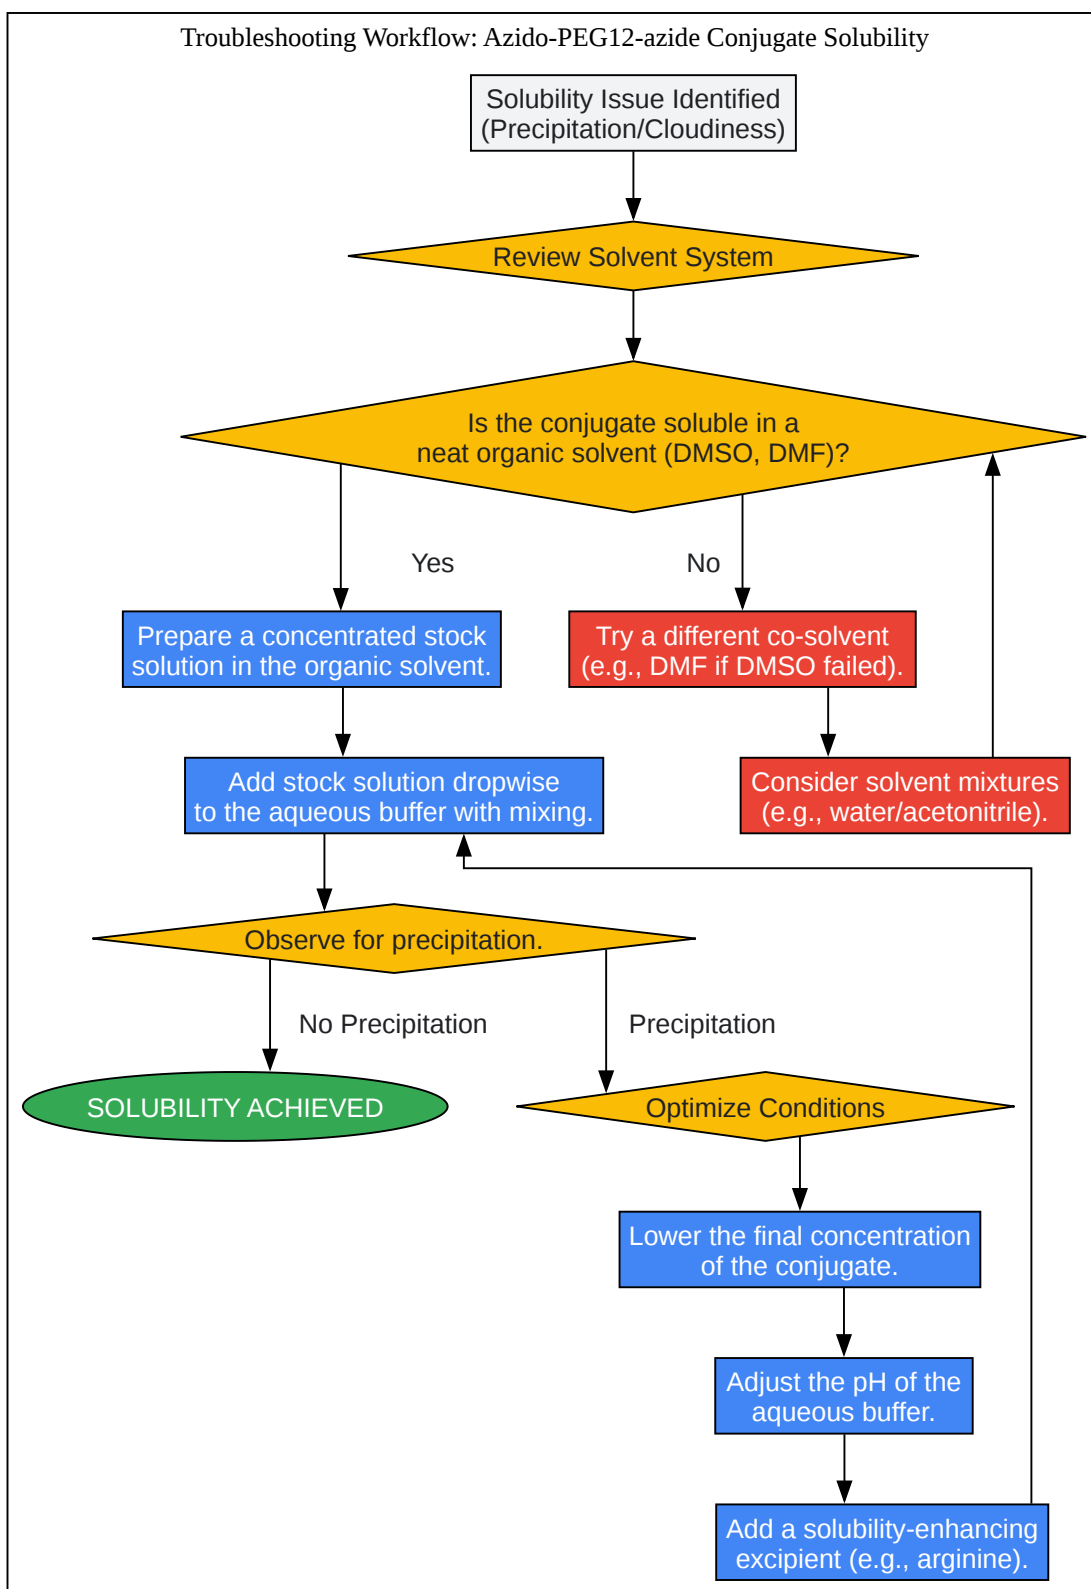 Troubleshooting Workflow: Azido-PEG12-azide Conjugate Solubility
Solubility Issue Identified
(Precipitation/Cloudiness)
Review Solvent System
Is the conjugate soluble in a
neat organic solvent (DMSO, DMF)?
Yes
No
Prepare a concentrated stock
solution in the organic solvent.
Try a different co-solvent
(e.g., DMF if DMSO failed).
Add stock solution dropwise
to the aqueous buffer with mixing.
Consider solvent mixtures
(e.g., water/acetonitrile).
Observe for precipitation.
No Precipitation
Precipitation
SOLUBILITY ACHIEVED
Optimize Conditions
Lower the final concentration
of the conjugate.
Adjust the pH of the
aqueous buffer.
Add a solubility-enhancing
excipient (e.g., arginine).